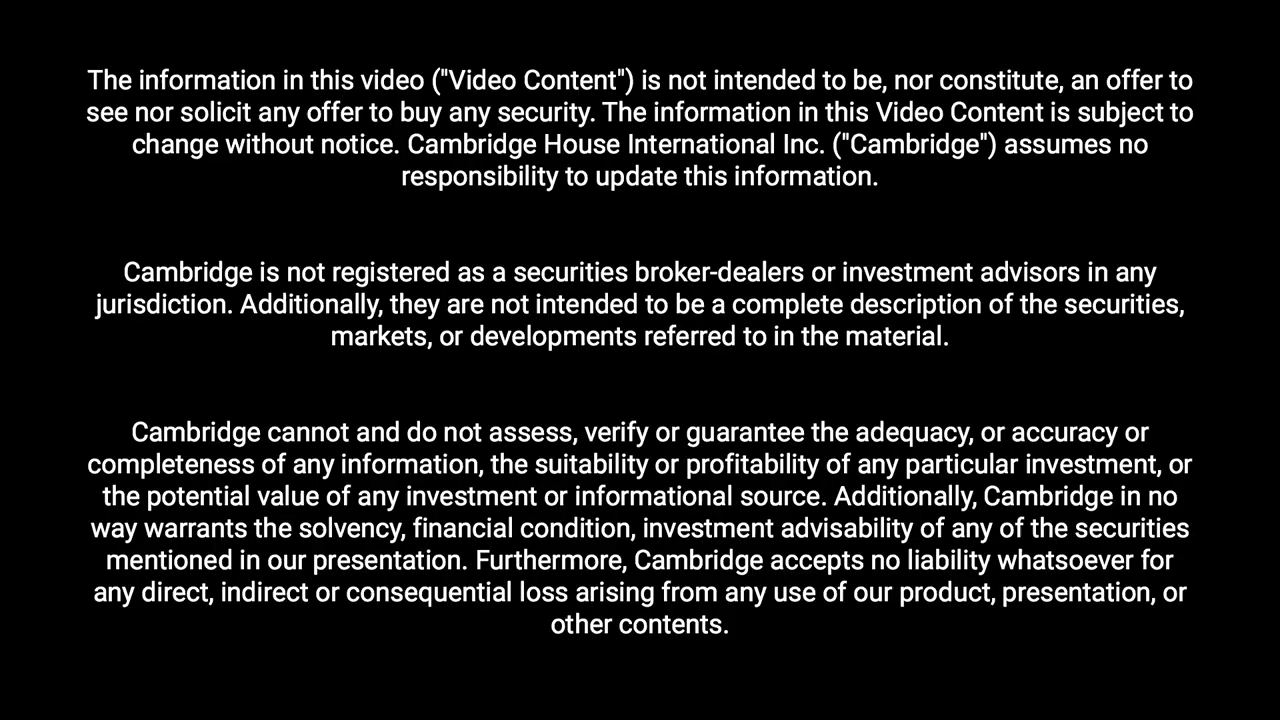 The information in this video ("Video Content") is not intended to be, nor constitute, an offer to
see nor solicit any offer to buy any security. The information in this Video Content is subject to
change without notice. Cambridge House International Inc. ("Cambridge") assumes no
responsibility to update this information.
Cambridge is not registered as a securities broker-dealers or investment advisors in any
jurisdiction. Additionally, they are not intended to be a complete description of the securities,
markets, or developments referred to in the material.
Cambridge cannot and do not assess, verify or guarantee the adequacy, or accuracy or
completeness of any information, the suitability or profitability of any particular investment, or
the potential value of any investment or informational source. Additionally, Cambridge in no
way warrants the solvency, financial condition, investment advisability of any of the securities
mentioned in our presentation. Furthermore, Cambridge accepts no liability whatsoever for
any direct, indirect or consequential loss arising from any use of our product, presentation, or
other contents.